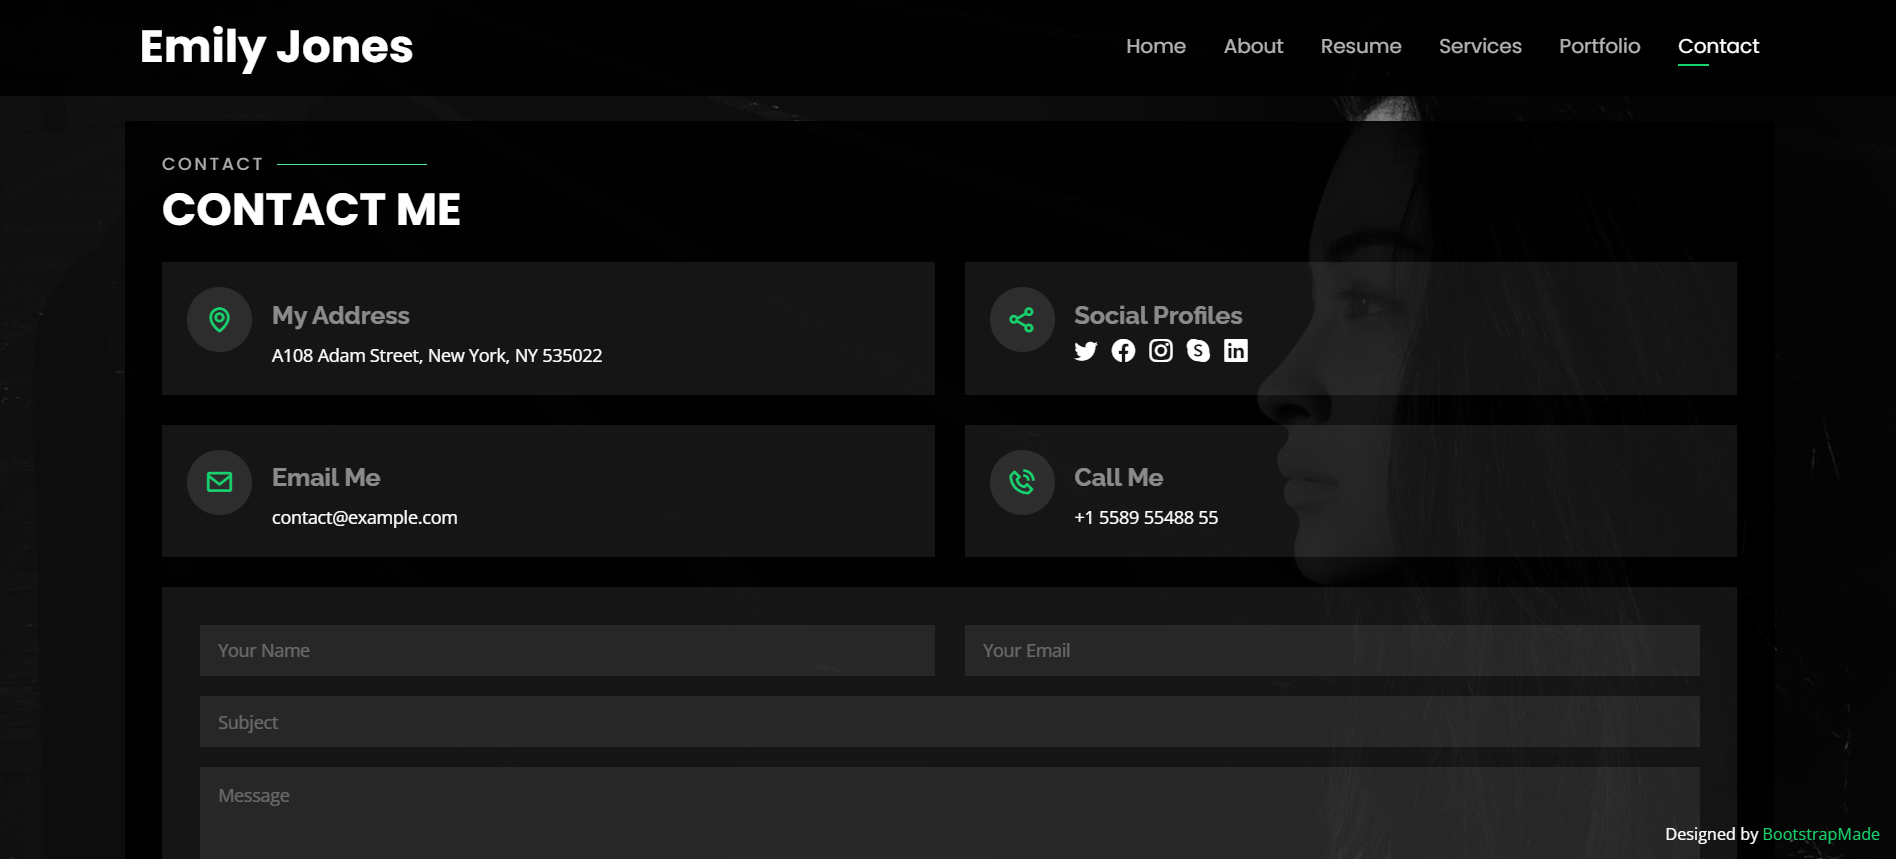 Emily Jones
Home About Resume Services Portfolio Contact
CONTACT
CONTACT ME
My Address
A108 Adam Street, New York, NY 535022
Social Profiles
Email Me
contact@example.com
Call Me
+1 5589 55488 55
Your Name
Your Email
Subject
Message
Designed by BootstrapMade